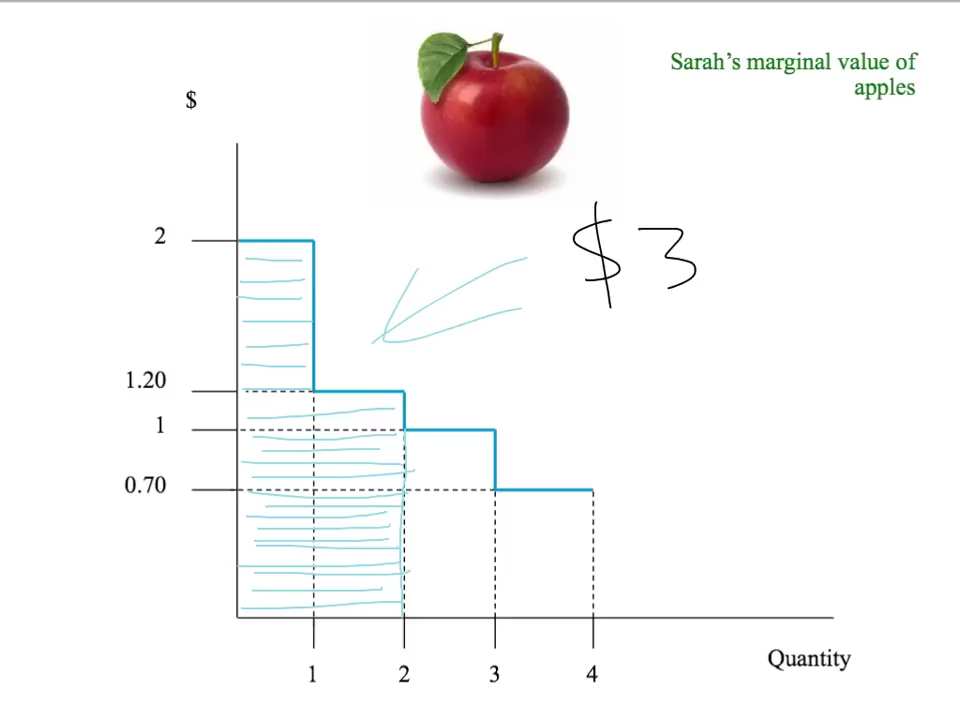 Sarah's marginal value of
apples
$
$3
2
1.20
1
0.70
1 2 3 4
Quantity